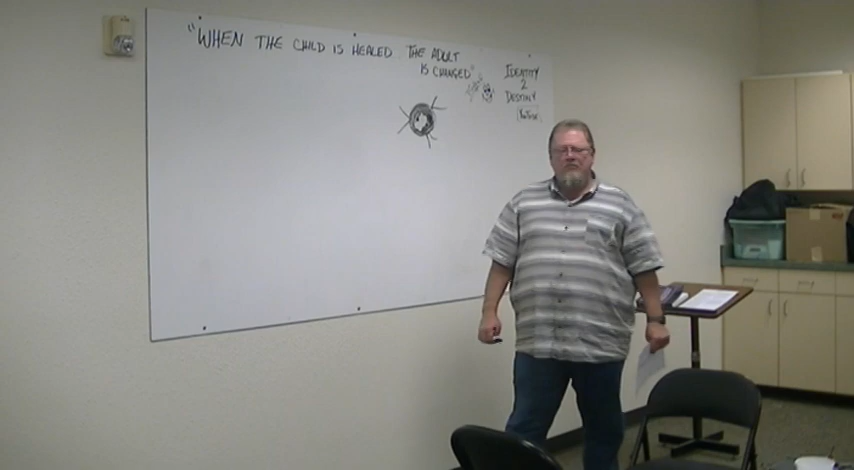 "WHEN THE CHILD IS HEALED THE ADULT
IS CHANGED"
IDENTITY
2
DESTINY